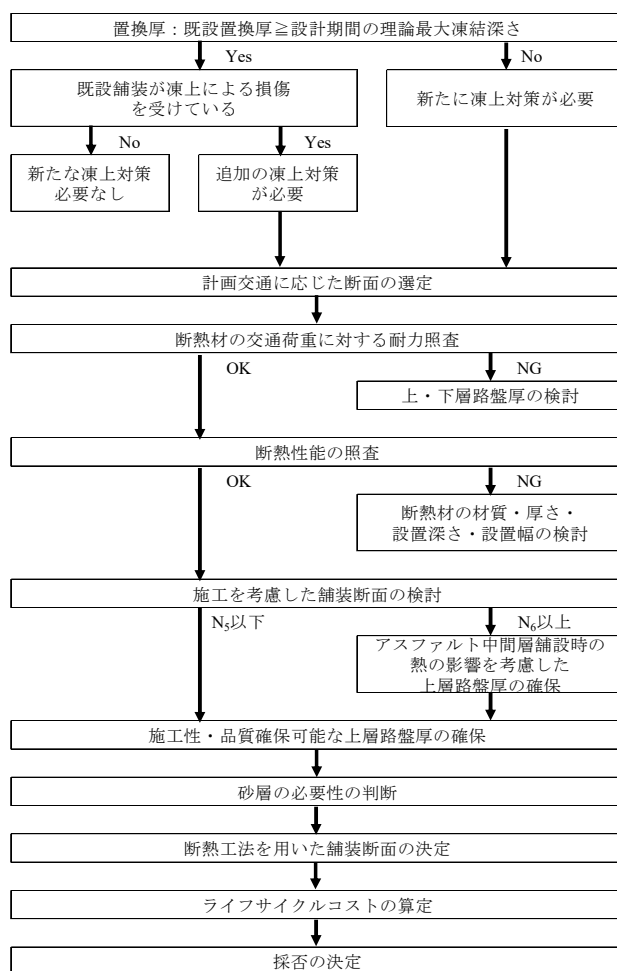 置換厚：既設置換厚≧設計期間の理論最大凍結深さ
Yes
No
既設舗装が凍上による損傷
を受けている
新たに凍上対策が必要
No
Yes
新たな凍上対策
必要なし
追加の凍上対策
が必要
計画交通に応じた断面の選定
断熱材の交通荷重に対する耐力照査
OK
NG
上・下層路盤厚の検討
断熱性能の照査
OK
NG
断熱材の材質・厚さ・
設置深さ・設置幅の検討
施工を考慮した舗装断面の検討
N₅以下
N₆以上
アスファルト中間層舗設時の
熱の影響を考慮した
上層路盤厚の確保
施工性・品質確保可能な上層路盤厚の確保
砂層の必要性の判断
断熱工法を用いた舗装断面の決定
ライフサイクルコストの算定
採否の決定